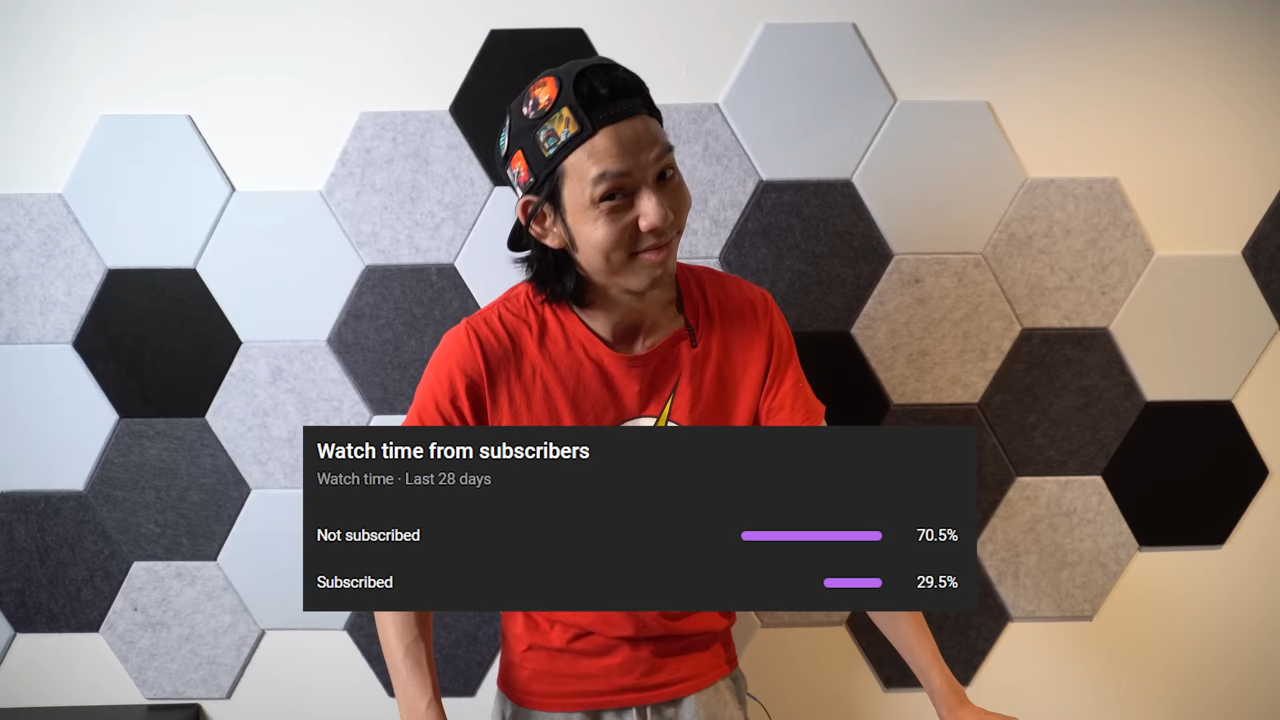 Watch time from subscribers
Watch time · Last 28 days
Not subscribed 70.5%
Subscribed 29.5%